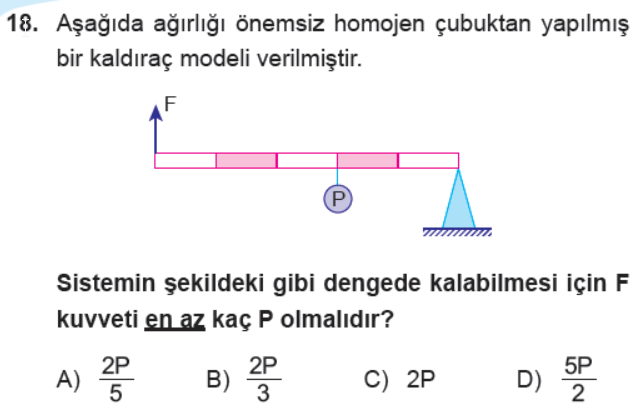 18. Aşağıda ağırlığı önemsiz homojen çubuktan yapılmış
bir kaldıraç modeli verilmiştir.
F
P
Sistemin şekildeki gibi dengede kalabilmesi için F
kuvveti en az kaç P olmalıdır?
A) 2P/5 B) 2P/3 C) 2P D) 5P/2